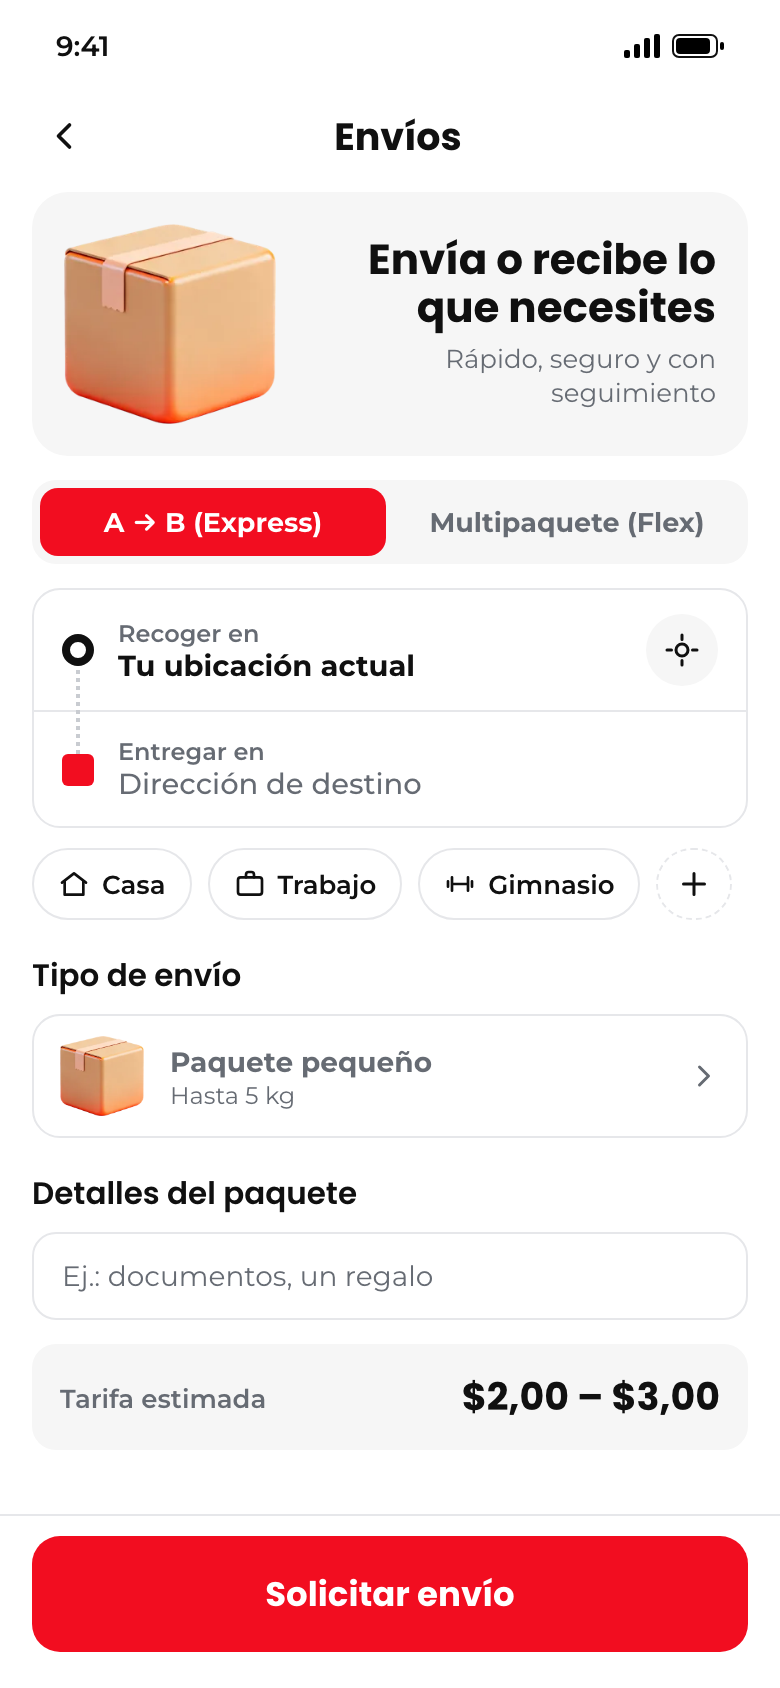 9:41
Envíos
Envía o recibe lo
que necesites
Rápido, seguro y con
seguimiento
A → B (Express)
Multipaquete (Flex)
Recoger en
Tu ubicación actual
Entregar en
Dirección de destino
Casa
Trabajo
Gimnasio
Tipo de envío
Paquete pequeño
Hasta 5 kg
Detalles del paquete
Ej.: documentos, un regalo
Tarifa estimada
$2,00 – $3,00
Solicitar envío